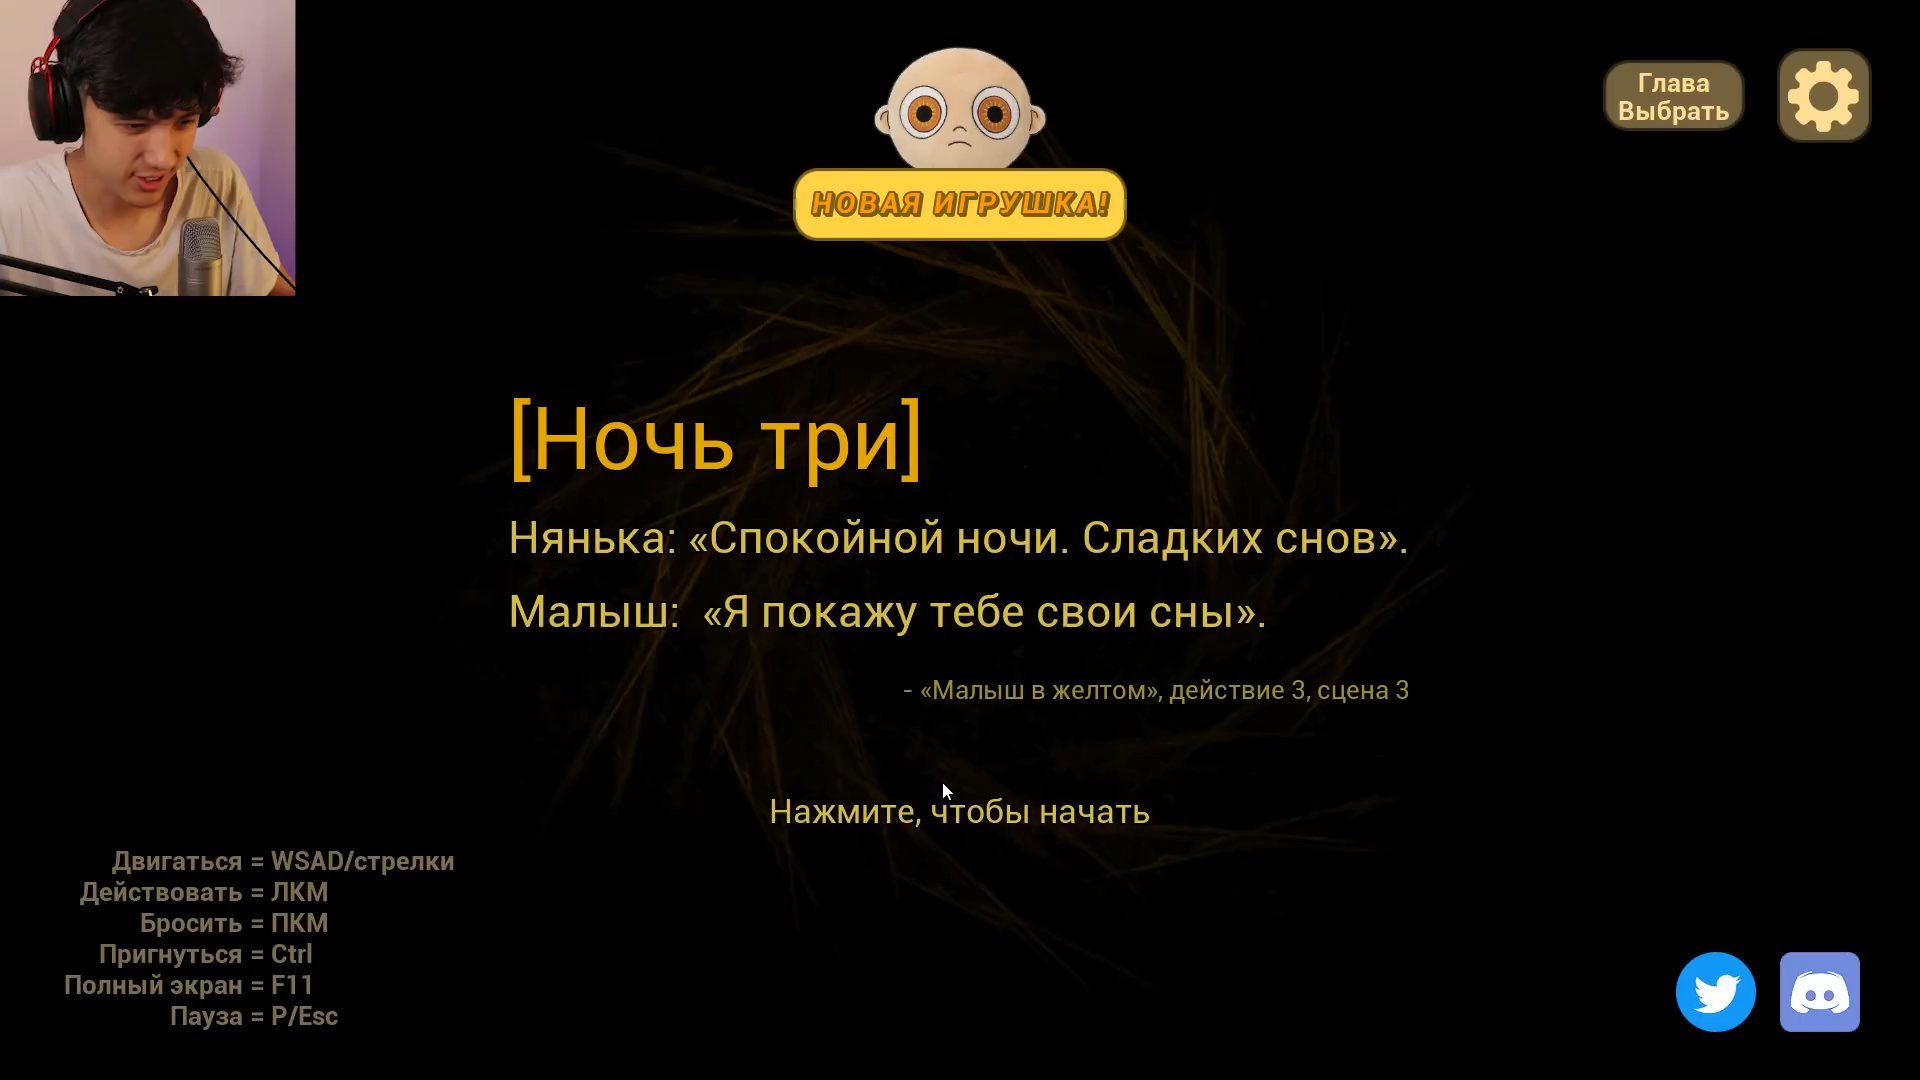 Глава
Выбрать
НОВАЯ ИГРУШКА!
[Ночь три]
Нянька: «Спокойной ночи. Сладких снов».
Малыш: «Я покажу тебе свои сны».
- «Малыш в желтом», действие 3, сцена 3
Нажмите, чтобы начать
Двигаться = WSAD/стрелки
Действовать = ЛКМ
Бросить = ПКМ
Пригнуться = Ctrl
Полный экран = F11
Пауза = P/Esc